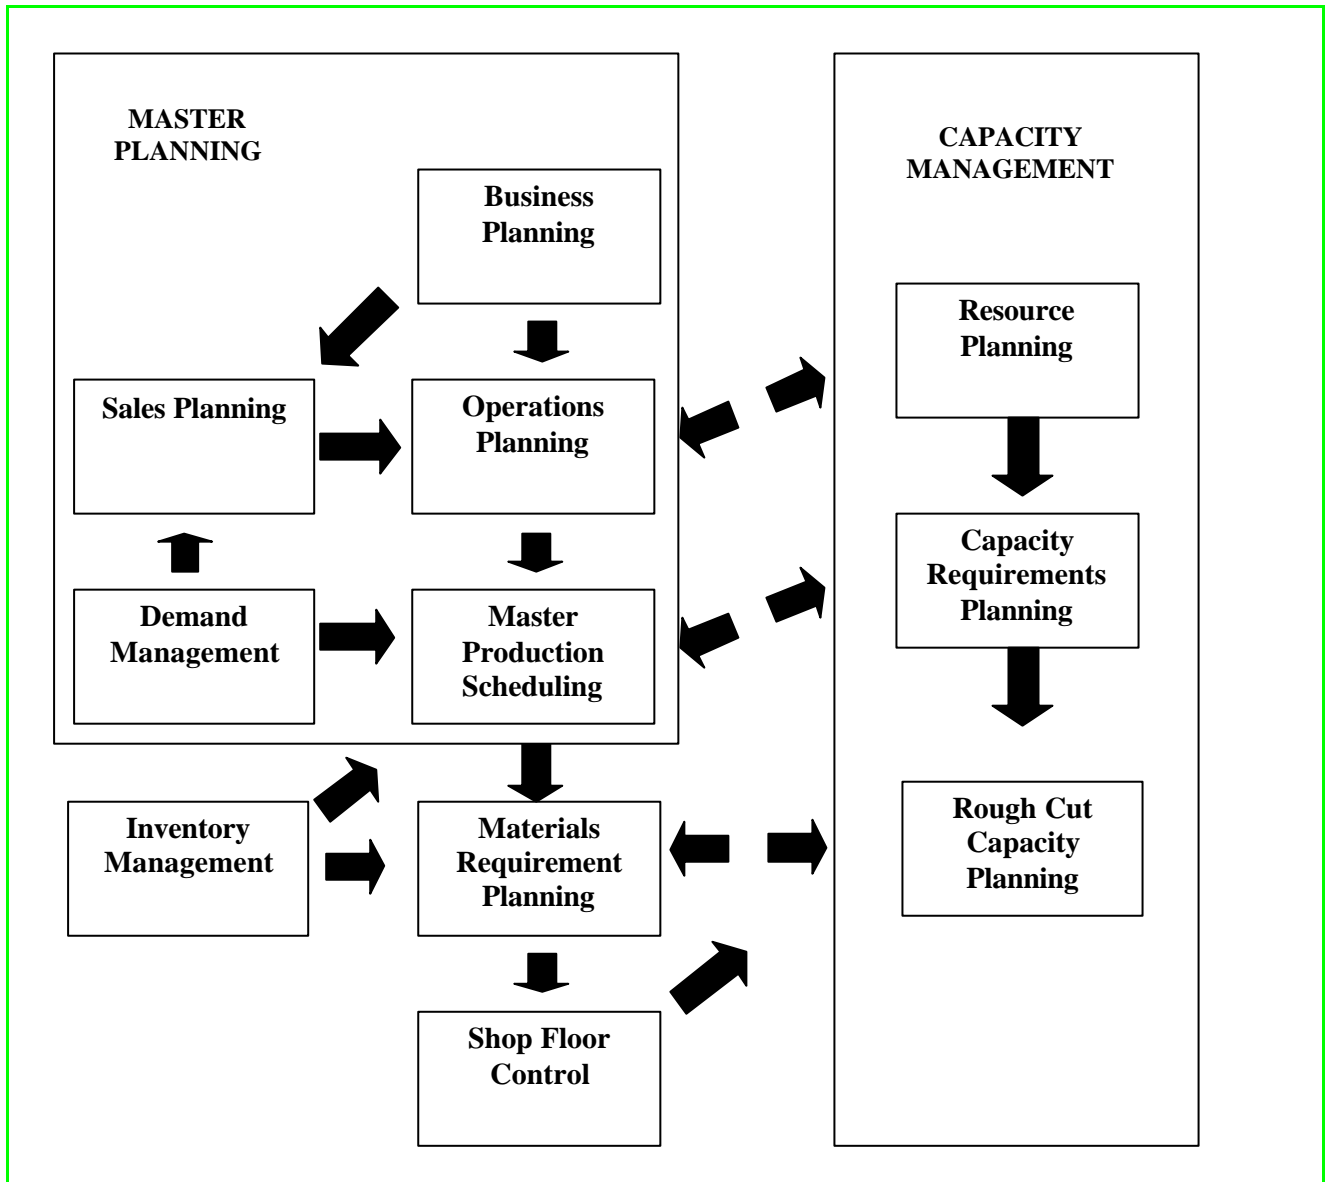 MASTER
PLANNING
CAPACITY
MANAGEMENT
Business
Planning
Resource
Planning
Sales Planning
Operations
Planning
Capacity
Requirements
Planning
Demand
Management
Master
Production
Scheduling
Inventory
Management
Materials
Requirement
Planning
Rough Cut
Capacity
Planning
Shop Floor
Control